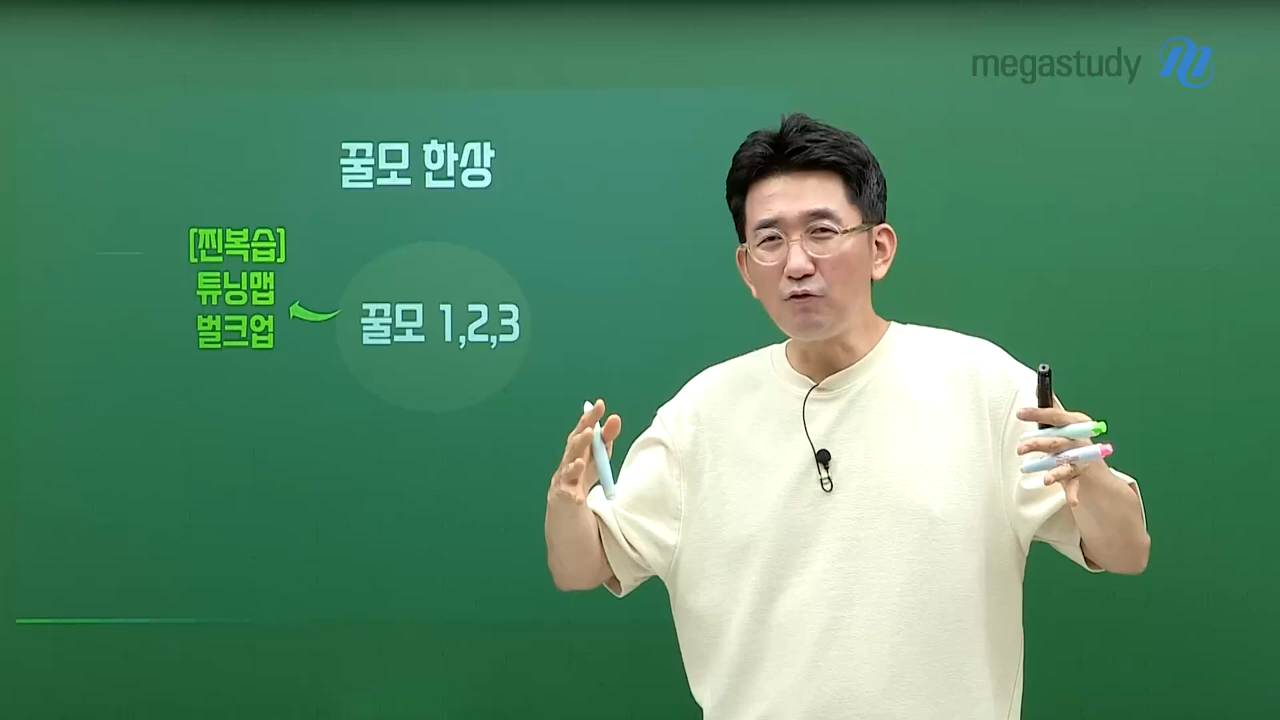 megastudy
꿀모 한상
[찐복습]
튜닝맵
벌크업
꿀모 1,2,3